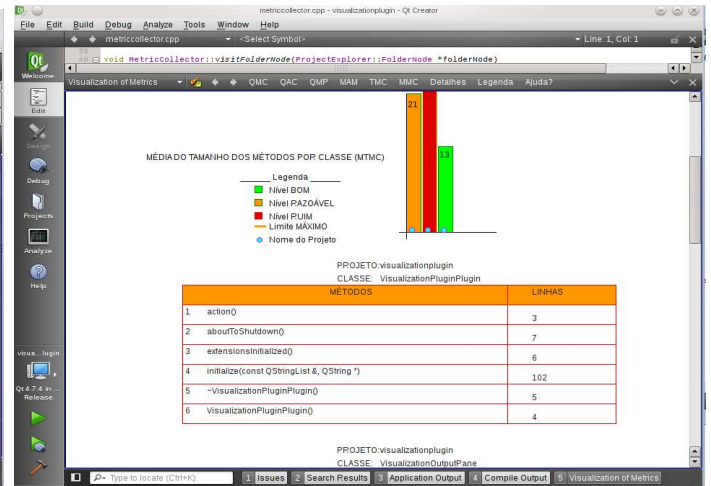 metriccollector.cpp - visualizationplugin - Qt Creator
File Edit Build Debug Analyze Tools Window Help
metriccollector.cpp <Select Symbol> Line: 1, Col: 1
39
40 void MetricCollector::visitFolderNode(ProjectExplorer::FolderNode *folderNode)
Visualization of Metrics QMC QAC QMP MAM TMC MMC Detalhes Legenda Ajuda?
Welcome
Edit
Design
Debug
Projects
Analyze
Help
visua...lugin
Qt 4.7.4 in ...
Release
21
13
MÉDIA DO TAMANHO DOS MÉTODOS POR CLASSE (MTMC)
Legenda
Nível BOM
Nível RAZOÁVEL
Nível RUIM
Limite MÁXIMO
Nome do Projeto
PROJETO:visualizationplugin
CLASSE: VisualizationPluginPlugin
MÉTODOS LINHAS
1 action() 3
2 aboutToShutdown() 7
3 extensionsInitialized() 6
4 initialize(const QStringList &, QString *) 102
5 ~VisualizationPluginPlugin() 5
6 VisualizationPluginPlugin() 4
PROJETO:visualizationplugin
CLASSE: VisualizationOutputPane
Type to locate (Ctrl+K) 1 Issues 2 Search Results 3 Application Output 4 Compile Output 5 Visualization of Metrics